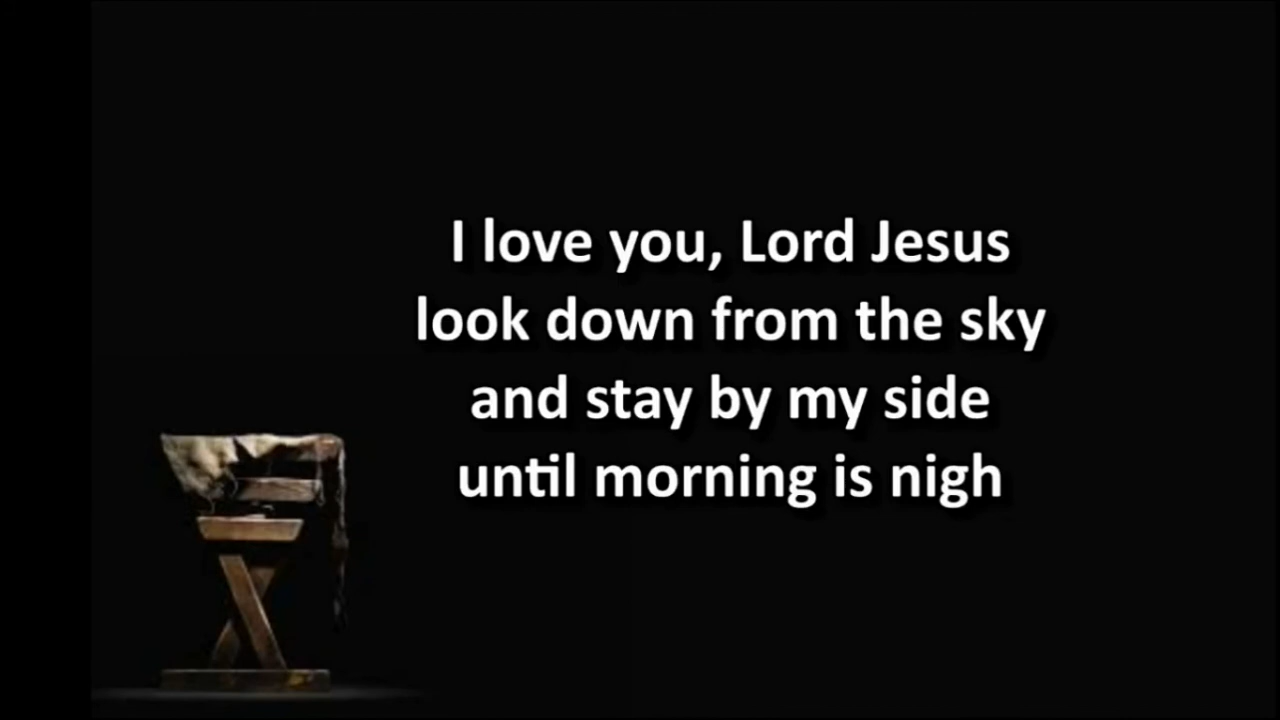 I love you, Lord Jesus
look down from the sky
and stay by my side
until morning is nigh